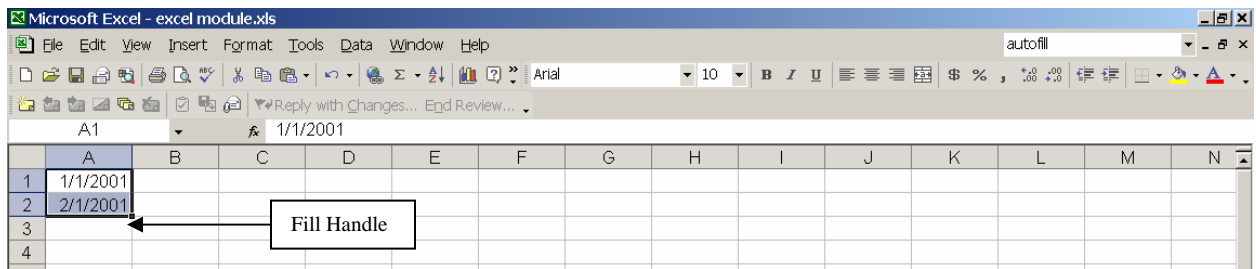 Microsoft Excel - excel module.xls
File Edit View Insert Format Tools Data Window Help autofill
Arial 10 B I U $ % ,
Reply with Changes... End Review...
A1 fx 1/1/2001
A B C D E F G H I J K L M N
1 1/1/2001
2 2/1/2001
Fill Handle
3
4